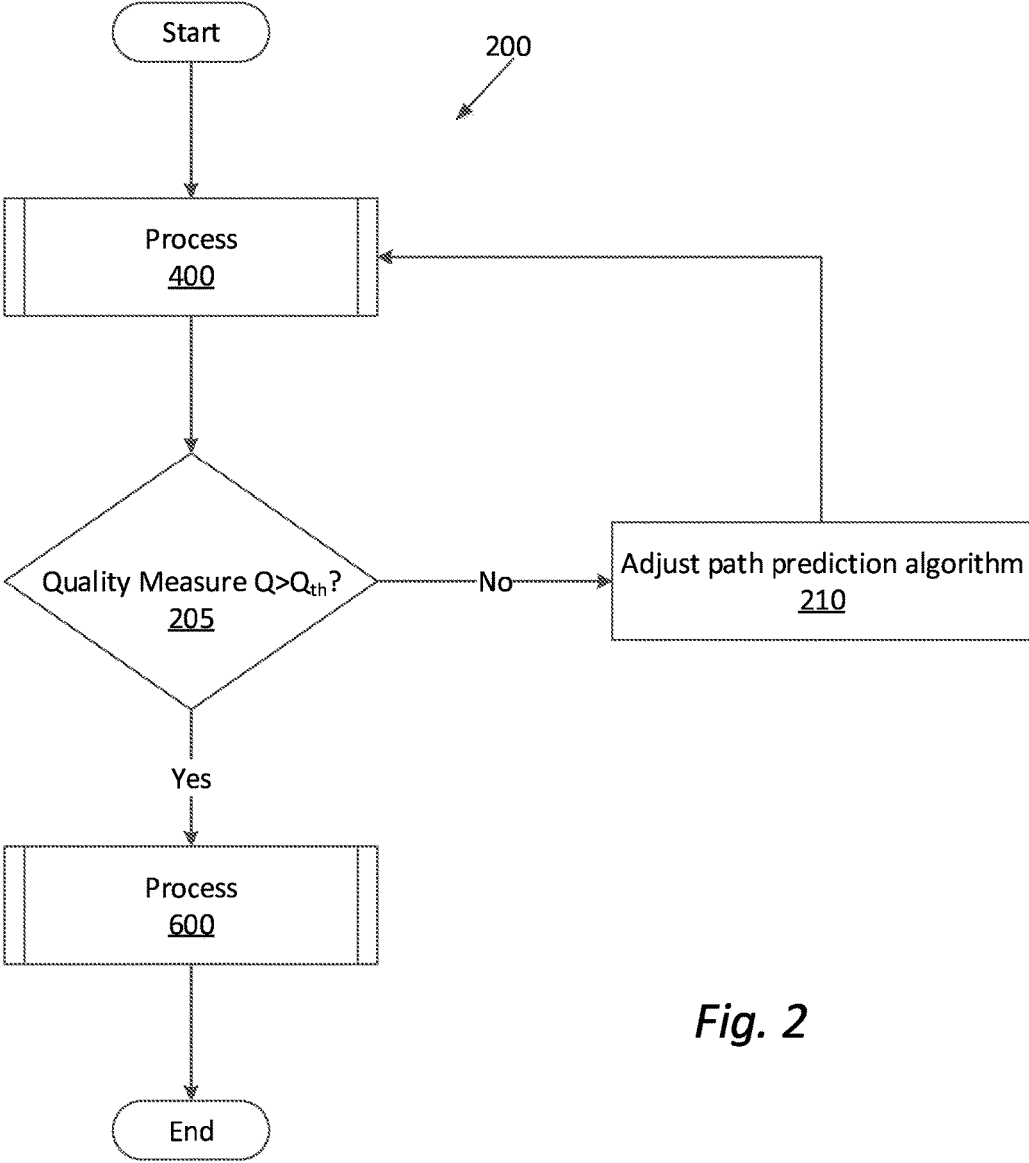 Start
200
Process
400
Quality Measure Q>Qth?
205
No
Adjust path prediction algorithm
210
Yes
Process
600
Fig. 2
End